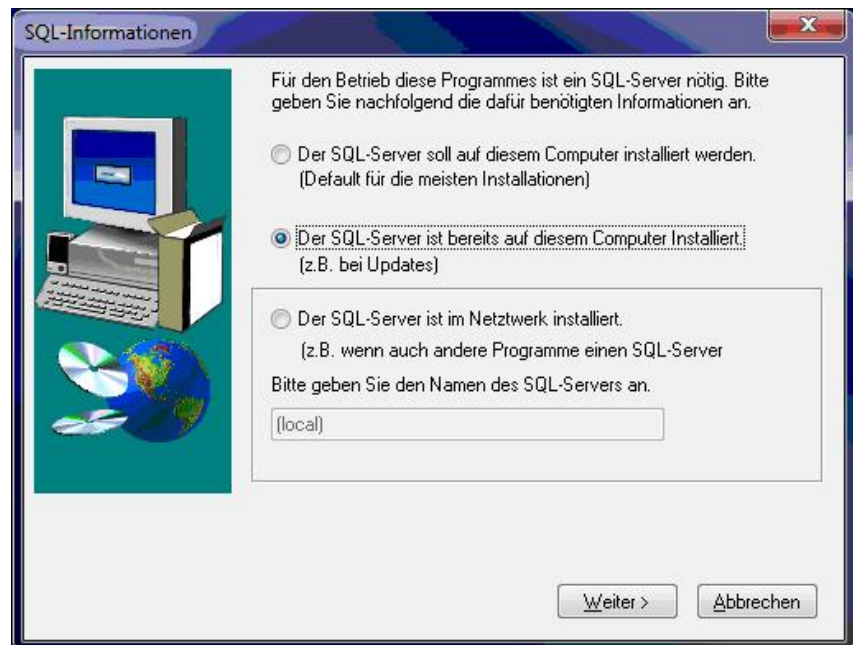 SQL-Informationen
Für den Betrieb diese Programmes ist ein SQL-Server nötig. Bitte
geben Sie nachfolgend die dafür benötigten Informationen an.
Der SQL-Server soll auf diesem Computer installiert werden.
(Default für die meisten Installationen)
Der SQL-Server ist bereits auf diesem Computer Installiert.
(z.B. bei Updates)
Der SQL-Server ist im Netztwerk installiert.
(z.B. wenn auch andere Programme einen SQL-Server
Bitte geben Sie den Namen des SQL-Servers an.
(local)
Weiter >
Abbrechen